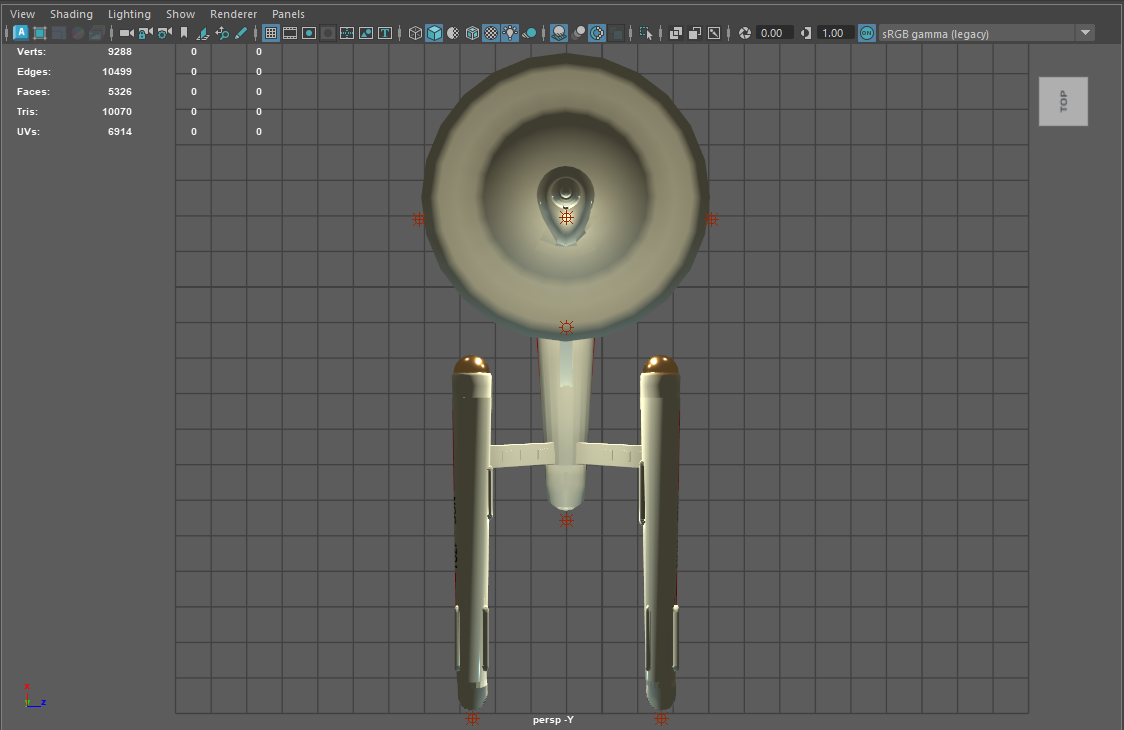 View Shading Lighting Show Renderer Panels
A T 0.00 1.00 ON sRGB gamma (legacy)
Verts: 9288 0 0
Edges: 10499 0 0
Faces: 5326 0 0
Tris: 10070 0 0
UVs: 6914 0 0
TOP
x
y z
persp -Y